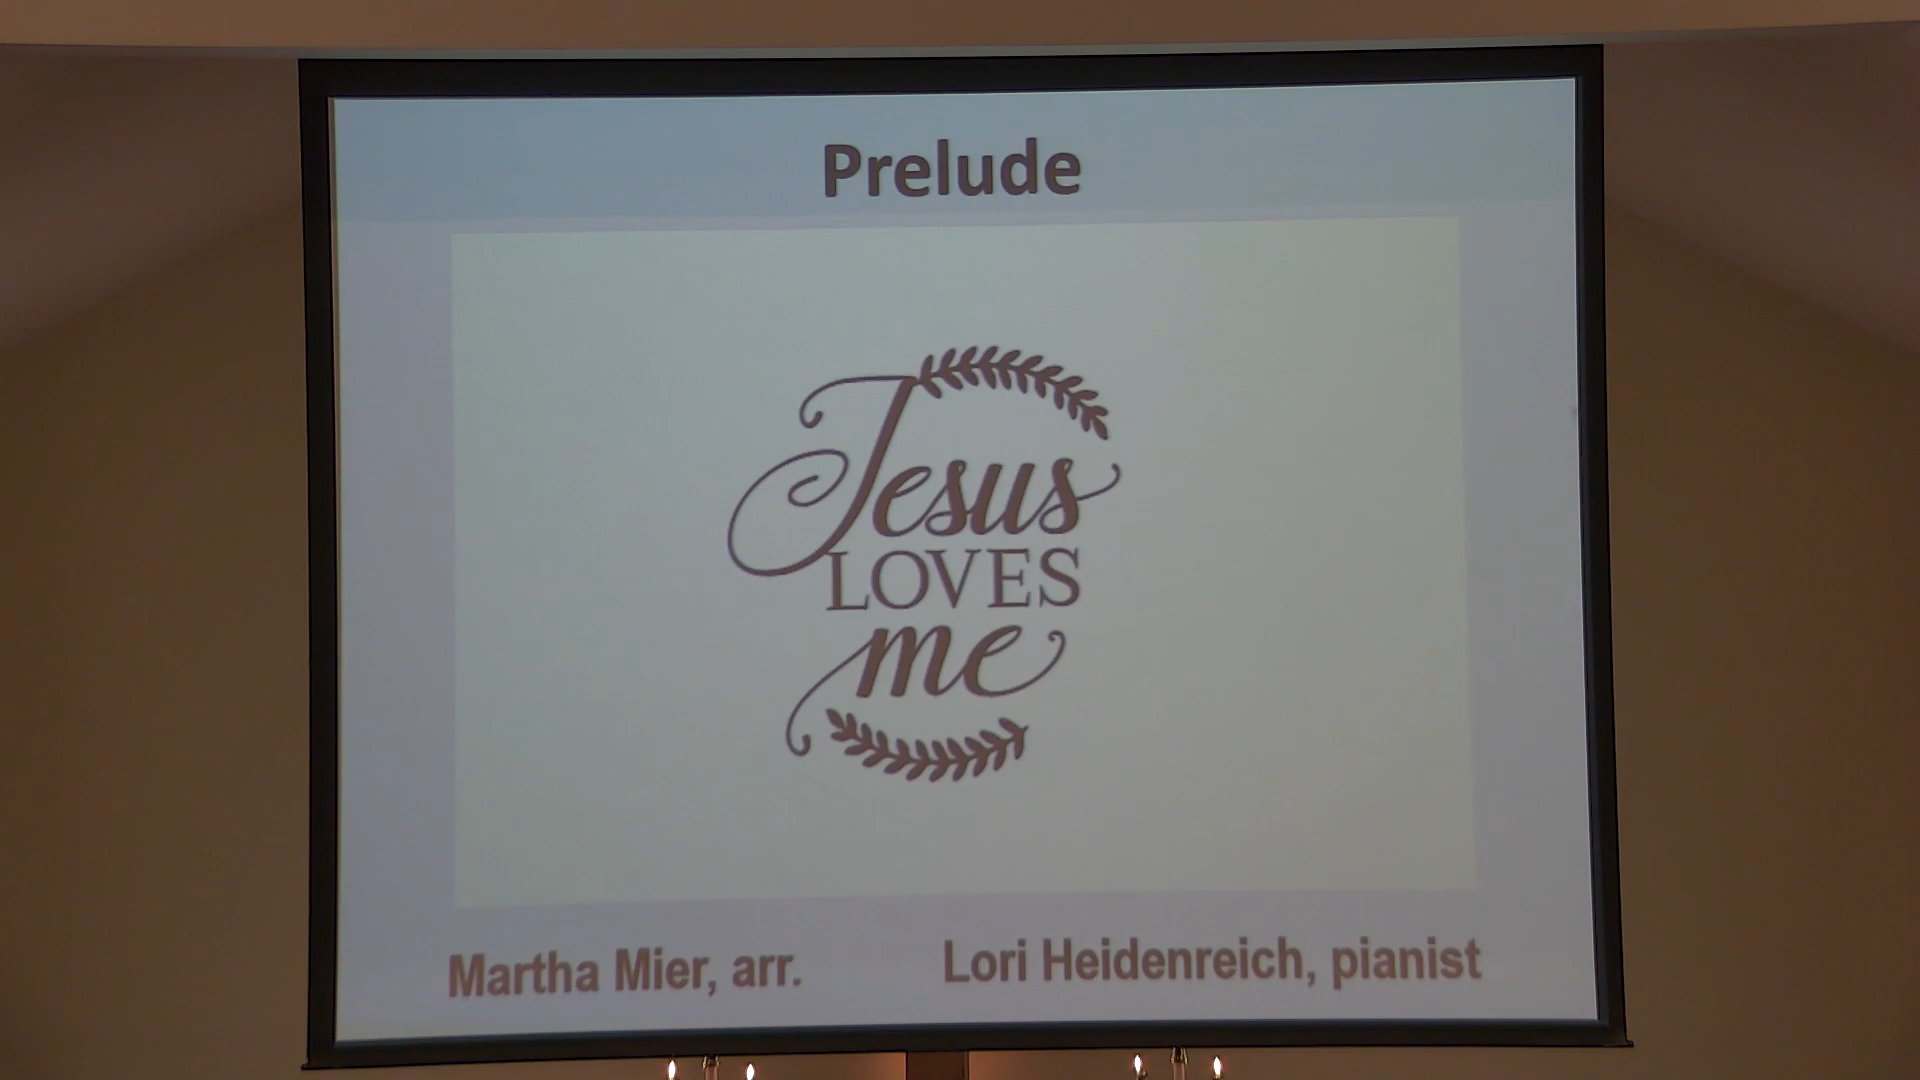 Prelude
Jesus
LOVES
me
Martha Mier, arr. Lori Heidenreich, pianist